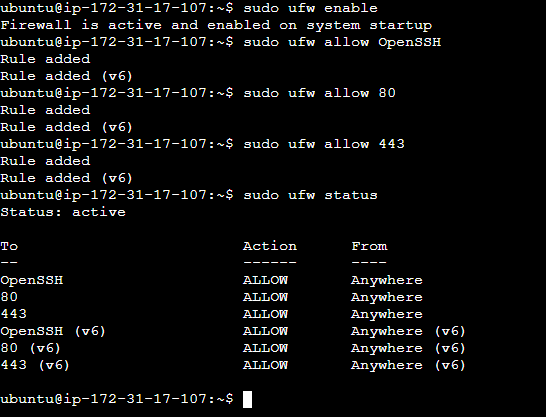 ubuntu@ip-172-31-17-107:~$ sudo ufw enable
Firewall is active and enabled on system startup
ubuntu@ip-172-31-17-107:~$ sudo ufw allow OpenSSH
Rule added
Rule added (v6)
ubuntu@ip-172-31-17-107:~$ sudo ufw allow 80
Rule added
Rule added (v6)
ubuntu@ip-172-31-17-107:~$ sudo ufw allow 443
Rule added
Rule added (v6)
ubuntu@ip-172-31-17-107:~$ sudo ufw status
Status: active

To                         Action      From
--                         ------      ----
OpenSSH                    ALLOW       Anywhere
80                         ALLOW       Anywhere
443                        ALLOW       Anywhere
OpenSSH (v6)               ALLOW       Anywhere (v6)
80 (v6)                    ALLOW       Anywhere (v6)
443 (v6)                   ALLOW       Anywhere (v6)

ubuntu@ip-172-31-17-107:~$